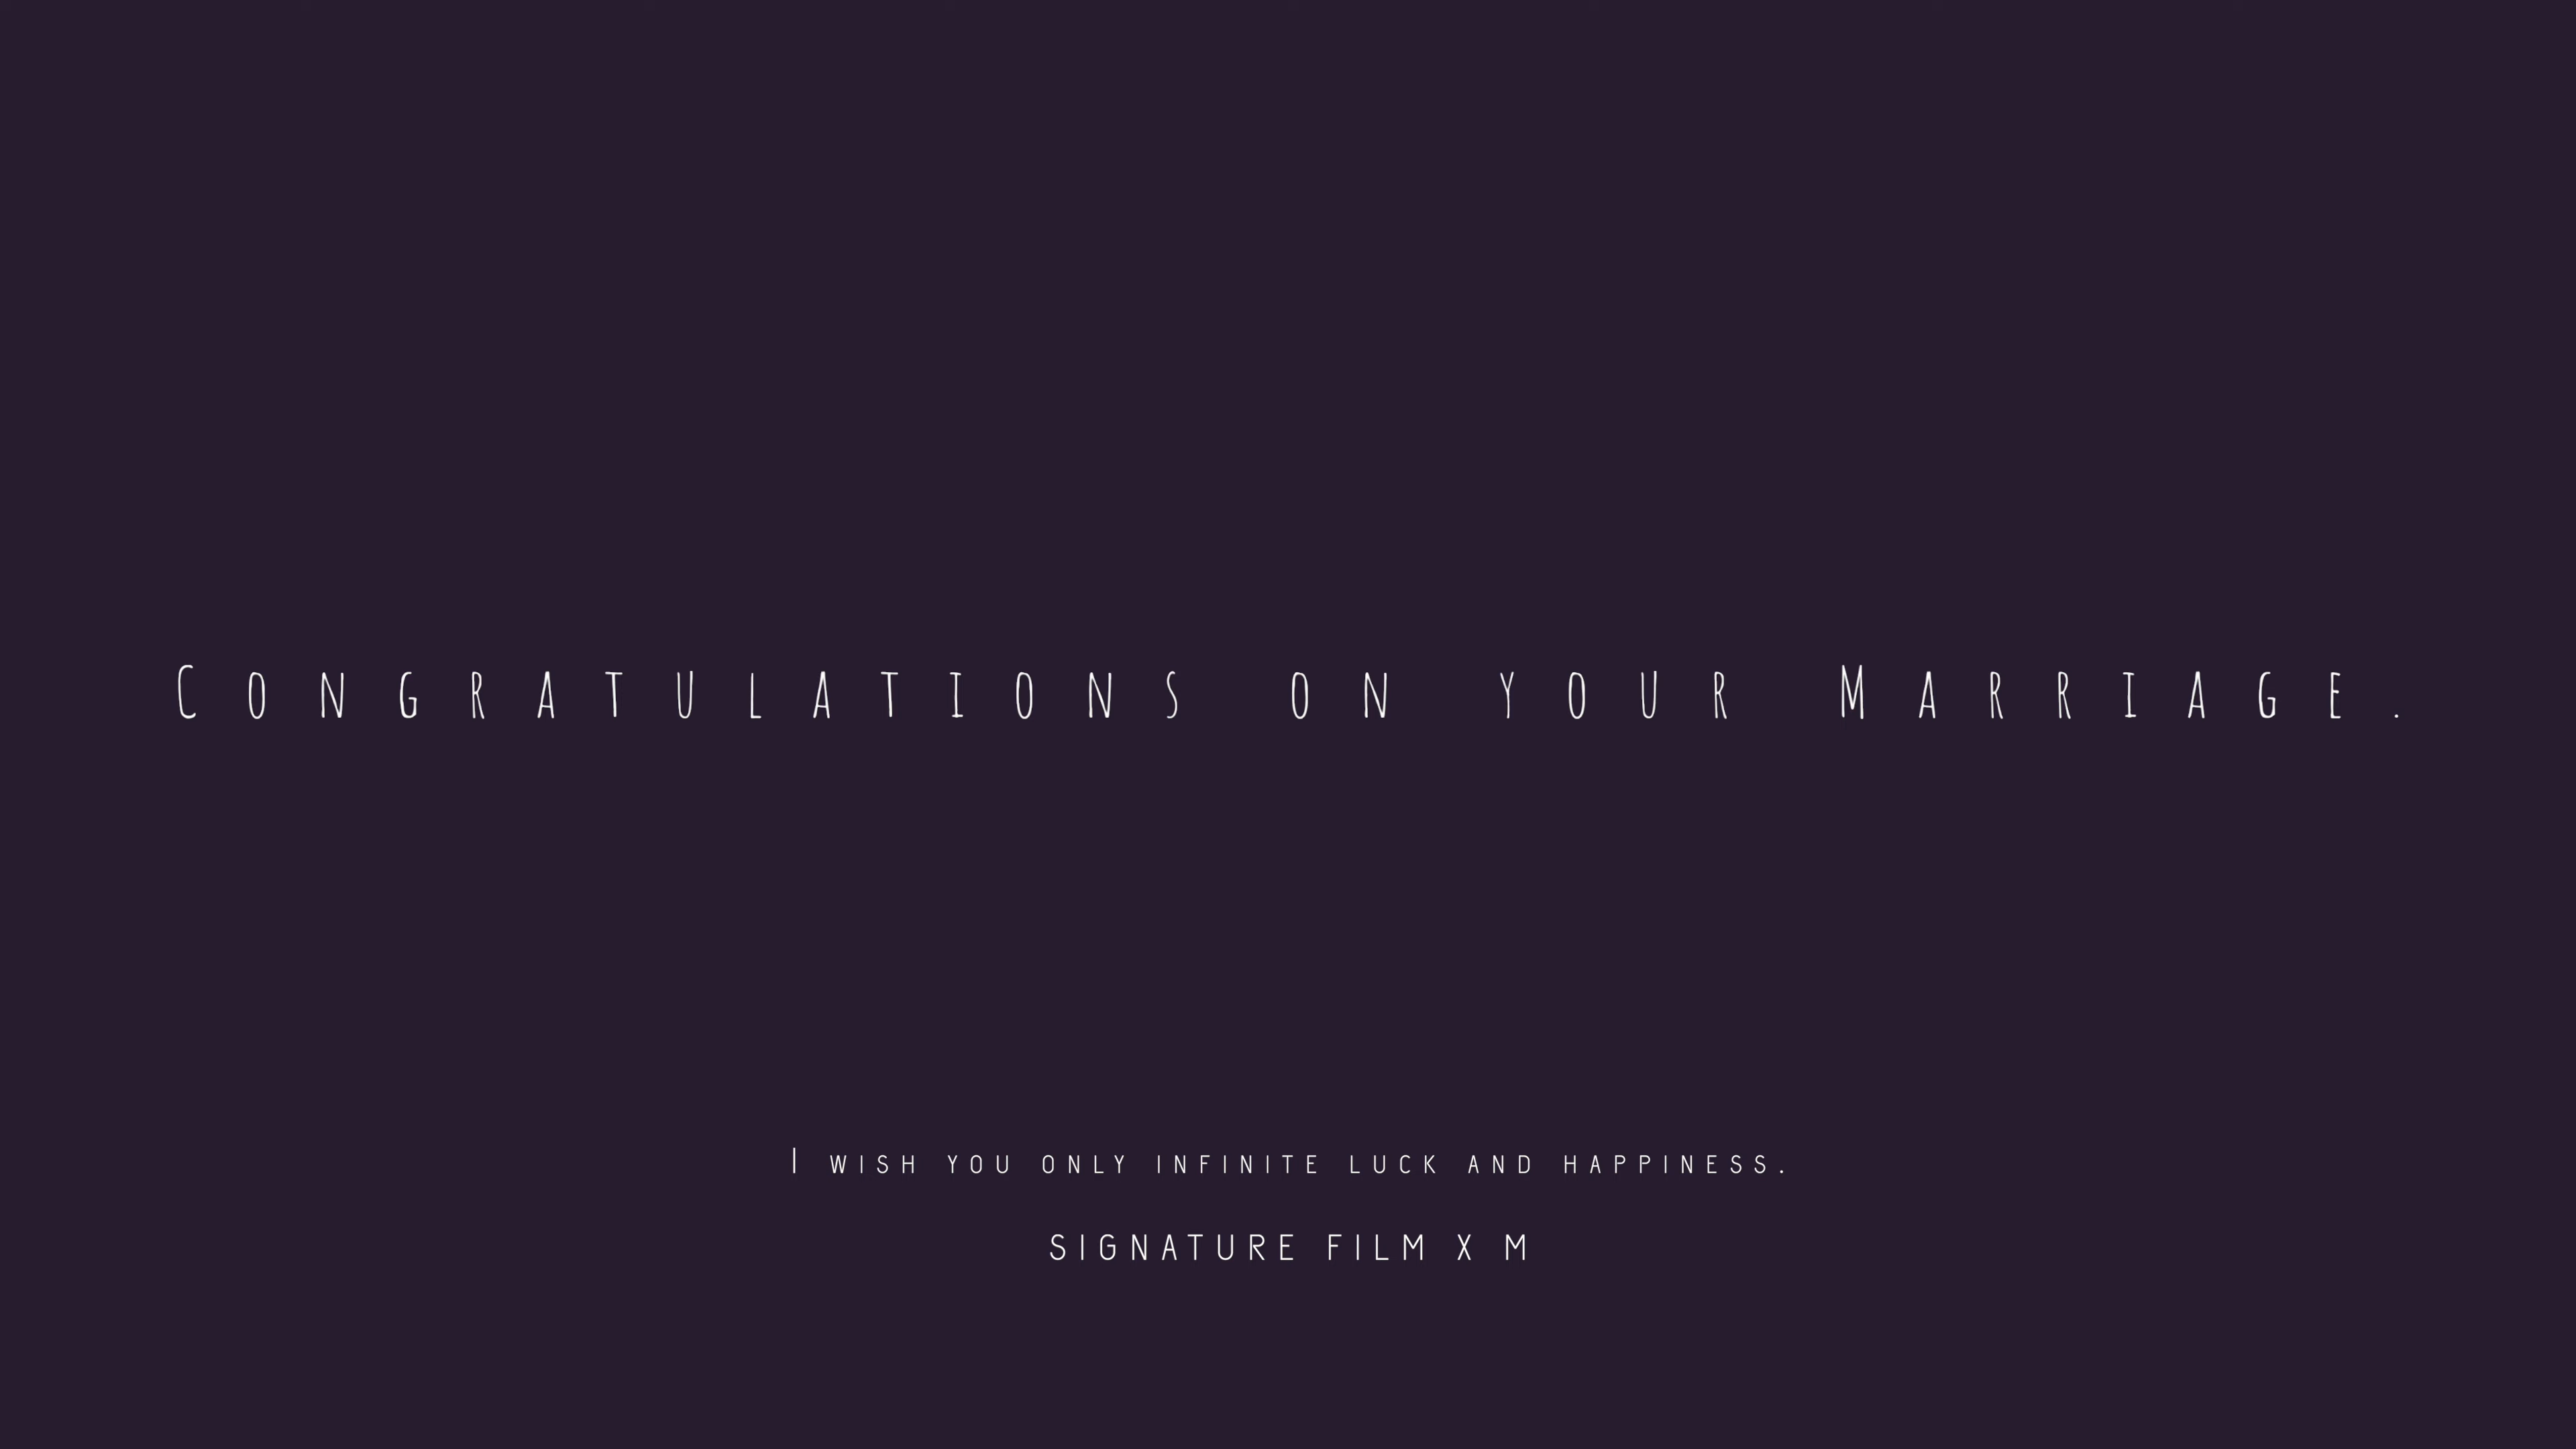 Congratulations on your Marriage.
I wish you only infinite luck and happiness.
SIGNATURE FILM X M